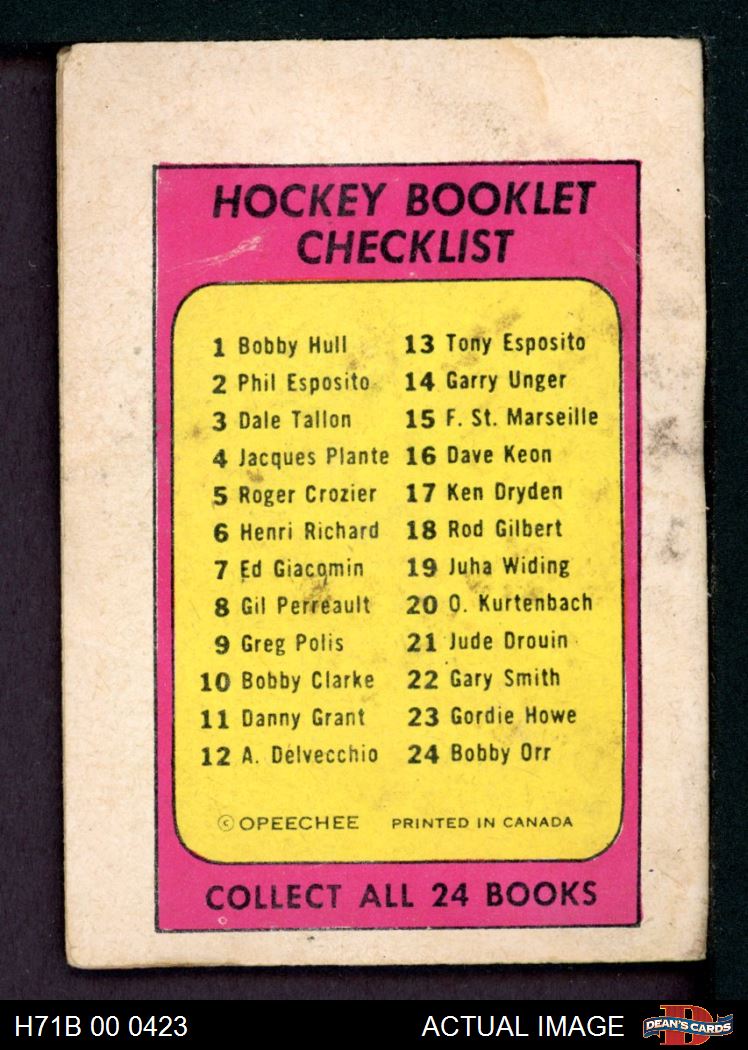 HOCKEY BOOKLET
CHECKLIST
1 Bobby Hull
2 Phil Esposito
3 Dale Tallon
4 Jacques Plante
5 Roger Crozier
6 Henri Richard
7 Ed Giacomin
8 Gil Perreault
9 Greg Polis
10 Bobby Clarke
11 Danny Grant
12 A. Delvecchio
13 Tony Esposito
14 Garry Unger
15 F. St. Marseille
16 Dave Keon
17 Ken Dryden
18 Rod Gilbert
19 Juha Widing
20 O. Kurtenbach
21 Jude Drouin
22 Gary Smith
23 Gordie Howe
24 Bobby Orr
© OPEECHEE PRINTED IN CANADA
COLLECT ALL 24 BOOKS
H71B 00 0423 ACTUAL IMAGE
D
DEAN'S CARDS